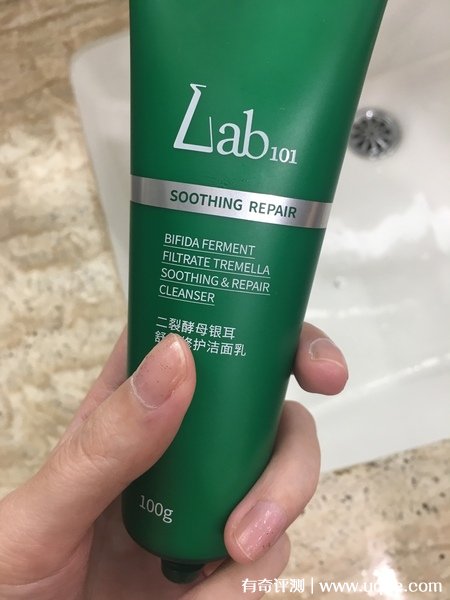 Lab101
SOOTHING REPAIR
BIFIDA FERMENT
FILTRATE TREMELLA
SOOTHING & REPAIR
CLEANSER
二裂酵母银耳
舒 修护洁面乳
100g
有奇评测 | www.u